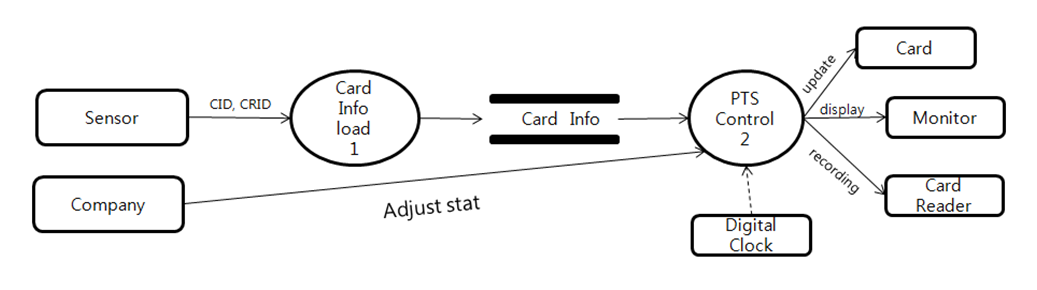 Sensor
CID, CRID
Card
Info
load
1
Card Info
PTS
Control
2
update
display
recording
Card
Monitor
Card
Reader
Company
Adjust stat
Digital
Clock